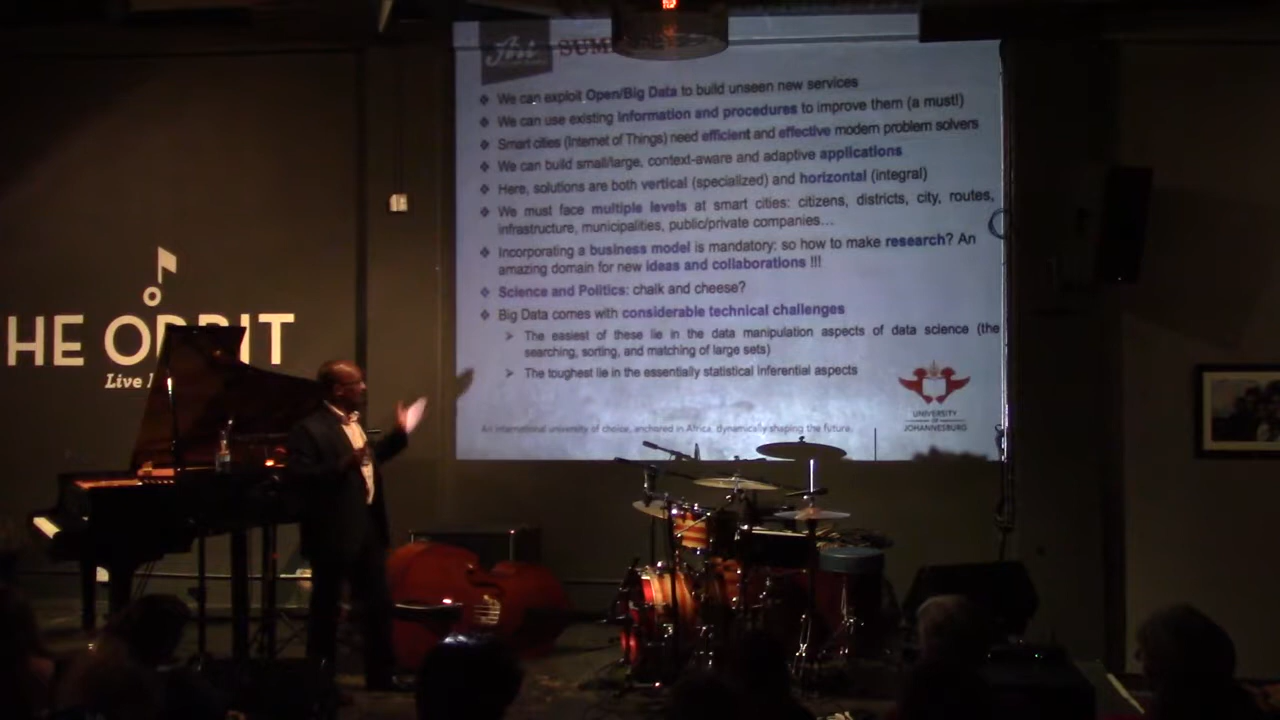 SUM
❖ We can exploit Open/Big Data to build unseen new services
❖ We can use existing information and procedures to improve them (a must!)
❖ Smart cities (Internet of Things) need efficient and effective modern problem solvers
❖ We can build small/large, context-aware and adaptive applications
❖ Here, solutions are both vertical (specialized) and horizontal (integral)
❖ We must face multiple levels at smart cities: citizens, districts, city, routes,
infrastructure, municipalities, public/private companies…
❖ Incorporating a business model is mandatory: so how to make research? An
amazing domain for new ideas and collaborations !!!
❖ Science and Politics: chalk and cheese?
❖ Big Data comes with considerable technical challenges
➤ The easiest of these lie in the data manipulation aspects of data science (the
searching, sorting, and matching of large sets)
➤ The toughest lie in the essentially statistical inferential aspects
UNIVERSITY
OF
JOHANNESBURG
An international university of choice, anchored in Africa, dynamically shaping the future.
HE ORBIT
Live